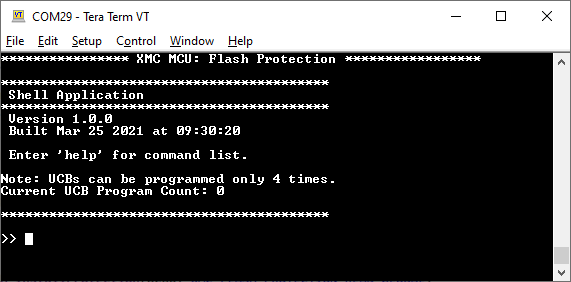 COM29 - Tera Term VT
File Edit Setup Control Window Help
***************** XMC MCU: Flash Protection *****************
*****************************************
Shell Application
*****************************************
Version 1.0.0
Built Mar 25 2021 at 09:30:20
Enter 'help' for command list.
Note: UCBs can be programmed only 4 times.
Current UCB Program Count: 0
*****************************************
>>